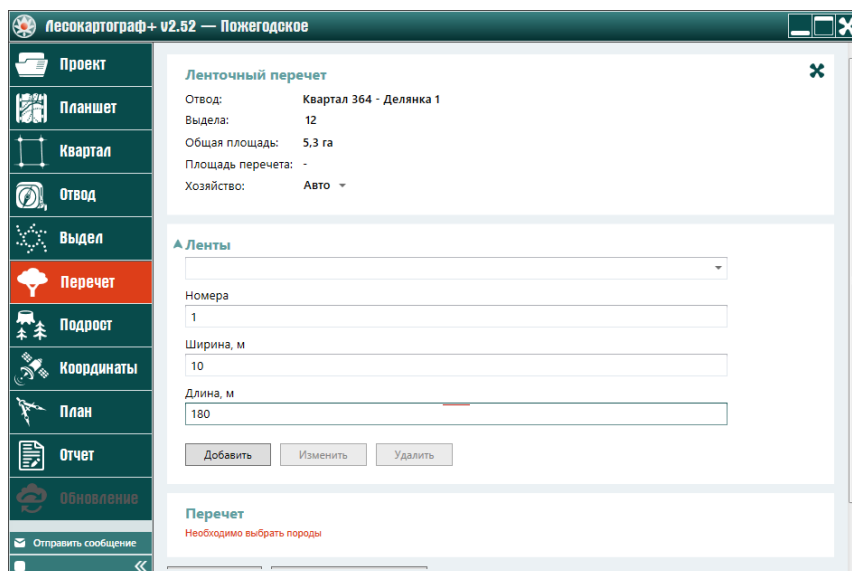 Лесокартограф+ v2.52 — Пожегодское
Проект
Планшет
Квартал
Отвод
Выдел
Перечет
Подрост
Координаты
План
Отчет
Обновление
Отправить сообщение
Ленточный перечет
Отвод: Квартал 364 - Делянка 1
Выдела: 12
Общая площадь: 5,3 га
Площадь перечета: -
Хозяйство: Авто
Ленты
Номера
1
Ширина, м
10
Длина, м
180
Добавить Изменить Удалить
Перечет
Необходимо выбрать породы